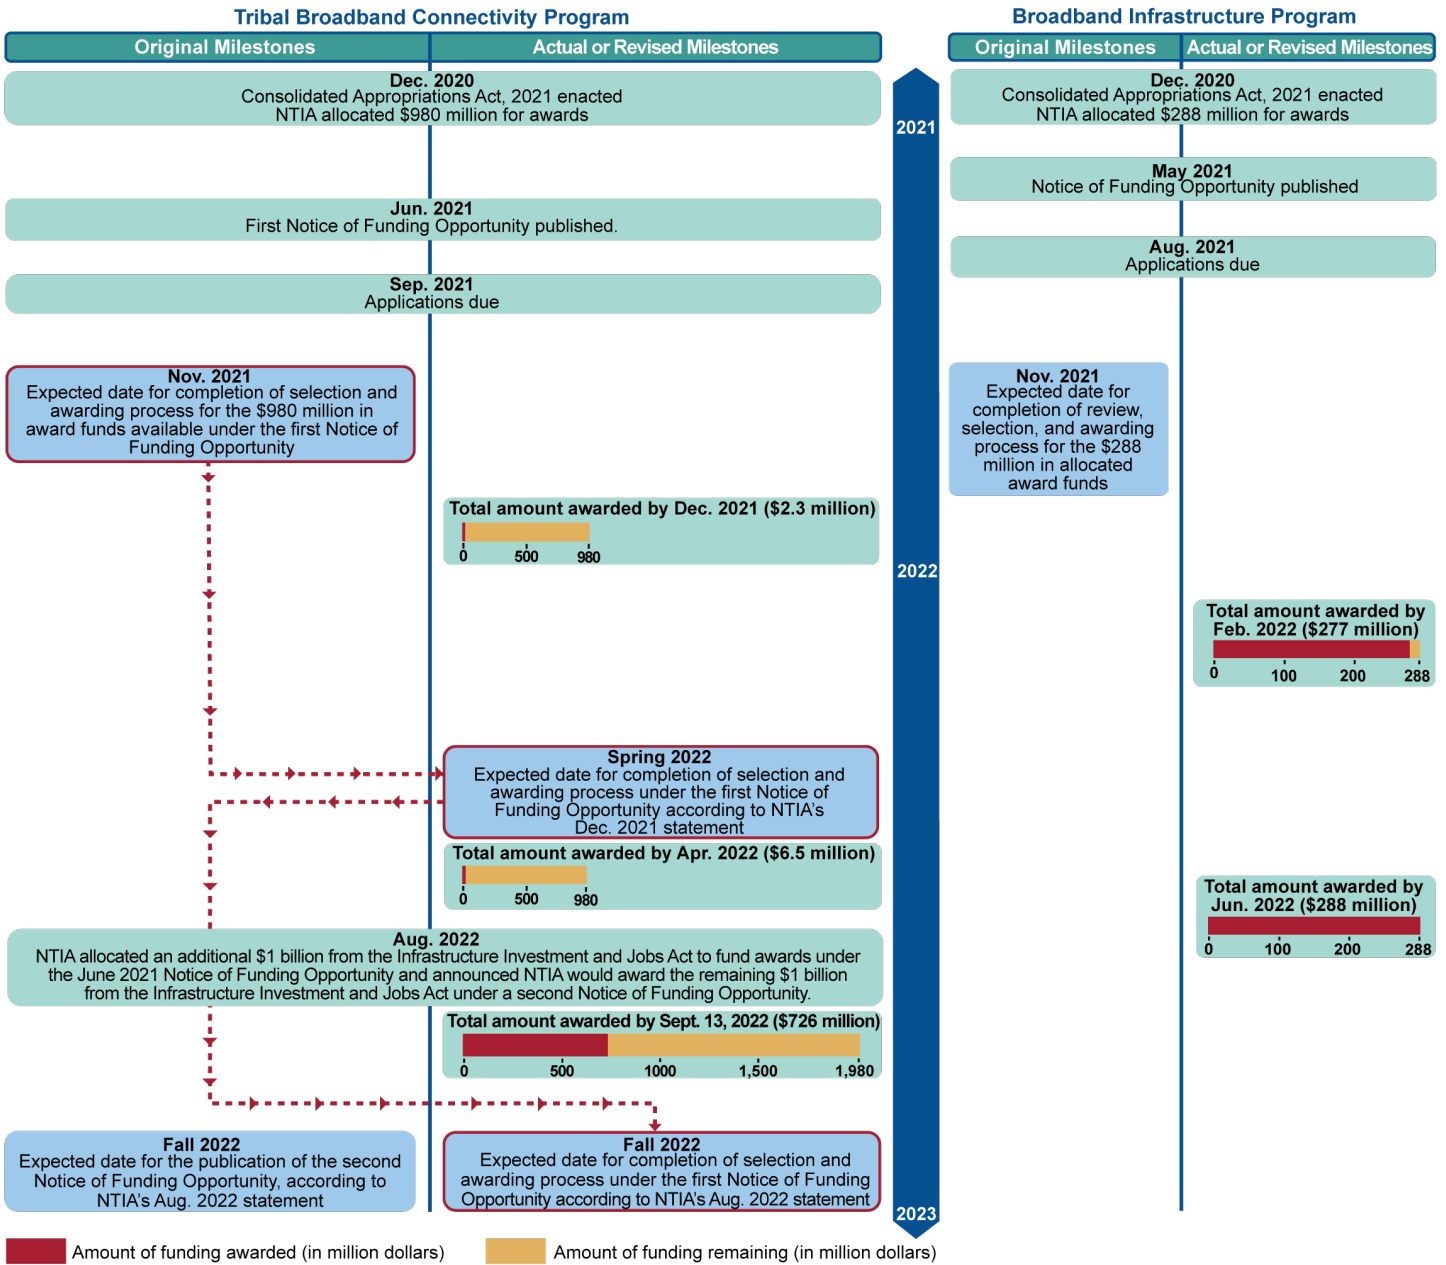 Tribal Broadband Connectivity Program
Original Milestones
Actual or Revised Milestones
Dec. 2020
Consolidated Appropriations Act, 2021 enacted
NTIA allocated $980 million for awards
Jun. 2021
First Notice of Funding Opportunity published.
Sep. 2021
Applications due
Nov. 2021
Expected date for completion of selection and
awarding process for the $980 million in
award funds available under the first Notice of
Funding Opportunity
Total amount awarded by Dec. 2021 ($2.3 million)
0 500 980
Spring 2022
Expected date for completion of selection and
awarding process under the first Notice of
Funding Opportunity according to NTIA's
Dec. 2021 statement
Total amount awarded by Apr. 2022 ($6.5 million)
0 500 980
Aug. 2022
NTIA allocated an additional $1 billion from the Infrastructure Investment and Jobs Act to fund awards under
the June 2021 Notice of Funding Opportunity and announced NTIA would award the remaining $1 billion
from the Infrastructure Investment and Jobs Act under a second Notice of Funding Opportunity.
Total amount awarded by Sept. 13, 2022 ($726 million)
0 500 1000 1,500 1,980
Fall 2022
Expected date for the publication of the second
Notice of Funding Opportunity, according to
NTIA's Aug. 2022 statement
Fall 2022
Expected date for completion of selection and
awarding process under the first Notice of Funding
Opportunity according to NTIA's Aug. 2022 statement
2021
2022
2023
Broadband Infrastructure Program
Original Milestones
Actual or Revised Milestones
Dec. 2020
Consolidated Appropriations Act, 2021 enacted
NTIA allocated $288 million for awards
May 2021
Notice of Funding Opportunity published
Aug. 2021
Applications due
Nov. 2021
Expected date for
completion of review,
selection, and awarding
process for the $288
million in allocated
award funds
Total amount awarded by
Feb. 2022 ($277 million)
0 100 200 288
Total amount awarded by
Jun. 2022 ($288 million)
0 100 200 288
Amount of funding awarded (in million dollars)
Amount of funding remaining (in million dollars)